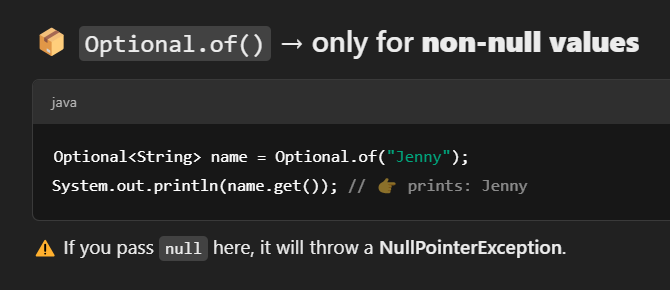 📦 Optional.of() → only for non-null values
java
Optional<String> name = Optional.of("Jenny");
System.out.println(name.get()); // 👉 prints: Jenny
⚠️ If you pass null here, it will throw a NullPointerException.